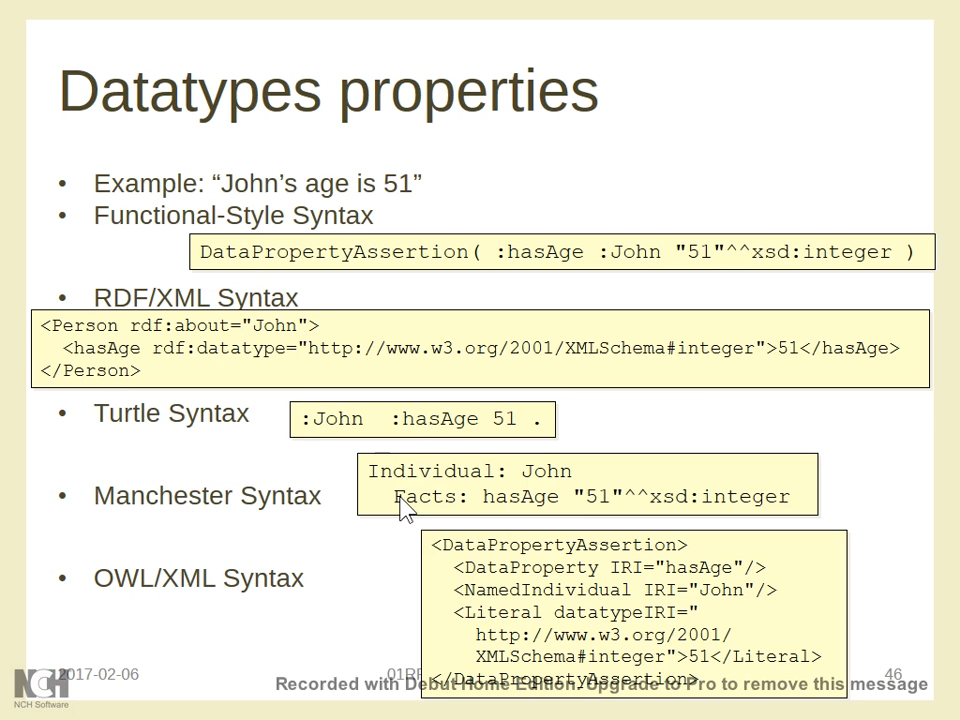 Datatypes properties
• Example: “John’s age is 51”
• Functional-Style Syntax
DataPropertyAssertion( :hasAge :John "51"^^xsd:integer )
• RDF/XML Syntax
<Person rdf:about="John">
<hasAge rdf:datatype="http://www.w3.org/2001/XMLSchema#integer">51</hasAge>
</Person>
• Turtle Syntax
:John :hasAge 51 .
• Manchester Syntax
Individual: John
Facts: hasAge "51"^^xsd:integer
• OWL/XML Syntax
<DataPropertyAssertion>
<DataProperty IRI="hasAge"/>
<NamedIndividual IRI="John"/>
<Literal datatypeIRI="
http://www.w3.org/2001/
XMLSchema#integer">51</Literal>
</DataPropertyAssertion>
2017-02-06
46
NCH
NCH Software
Recorded with Debut Home Edition. Upgrade to Pro to remove this message